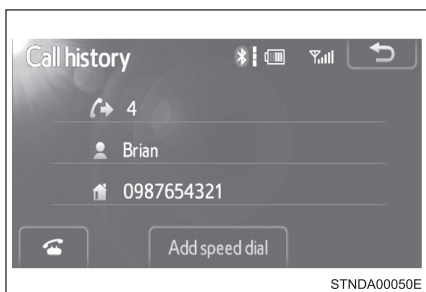 Call history
4
Brian
0987654321
Add speed dial
STNDA00050E